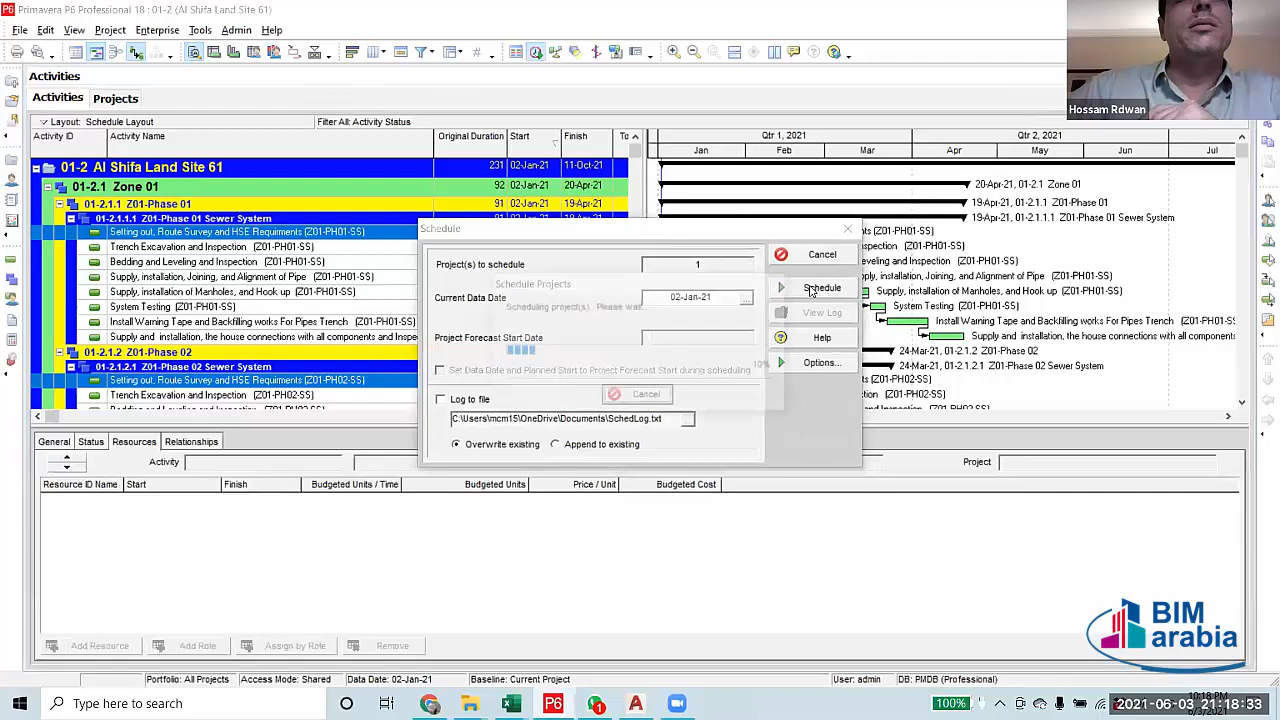 Primavera P6 Professional 18 : 01-2 (Al Shifa Land Site 61)
File Edit View Project Enterprise Tools Admin Help
Hossam Rdwan
Activities
Activities Projects
Layout: Schedule Layout Filter All: Activity Status
Activity ID Activity Name Original Duration Start Finish To
Qtr 1, 2021 Qtr 2, 2021
Jan Feb Mar Apr May Jun Jul
01-2 Al Shifa Land Site 61 231 02-Jan-21 11-Oct-21
01-2.1 Zone 01 92 02-Jan-21 20-Apr-21 20-Apr-21, 01-2.1 Zone 01
01-2.1.1 Z01-Phase 01 91 02-Jan-21 19-Apr-21 19-Apr-21, 01-2.1.1 Z01-Phase 01
01-2.1.1.1 Z01-Phase 01 Sewer System 91 02-Jan-21 19-Apr-21 19-Apr-21, 01-2.1.1.1 Z01-Phase 01 Sewer System
Setting out, Route Survey and HSE Requirments (Z01-PH01-SS)
Trench Excavation and Inspection (Z01-PH01-SS)
Bedding and Leveling and Inspection (Z01-PH01-SS)
Supply, installation, Joining, and Alignment of Pipe (Z01-PH01-SS)
Supply, installation of Manholes, and Hook up (Z01-PH01-SS)
System Testing (Z01-PH01-SS) System Testing (Z01-PH01-SS)
Install Warning Tape and Backfilling works For Pipes Trench (Z01-PH01-SS) Install Warning Tape and Backfilling works For Pipes Trench (Z01-PH01-SS)
Supply and installation, the house connections with all components and Inspe Supply and installation, the house connections with all components
01-2.1.2 Z01-Phase 02 24-Mar-21, 01-2.1.2 Z01-Phase 02
01-2.1.2.1 Z01-Phase 02 Sewer System 24-Mar-21, 01-2.1.2.1 Z01-Phase 02 Sewer System
Setting out, Route Survey and HSE Requirments (Z01-PH02-SS)
Trench Excavation and Inspection (Z01-PH02-SS)
Schedule
Project(s) to schedule 1 Cancel
Schedule Projects
Current Data Date 02-Jan-21 ... Schedule
Scheduling project(s) Please wait
View Log
Project Forecast Start Date Help
Set Data Date and Planned Start to Project Forecast Start during scheduling 10% Options...
Cancel
Log to file
C:\Users\mcm15\OneDrive\Documents\SchedLog.txt
Overwrite existing Append to existing
General Status Resources Relationships
Activity Project
Resource ID Name Start Finish Budgeted Units / Time Budgeted Units Price / Unit Budgeted Cost
BIM
arabia
Add Resource Add Role Assign by Role Remove
Portfolio: All Projects Access Mode: Shared Data Date: 02-Jan-21 Baseline: Current Project User: admin DB: PMDB (Professional)
Type here to search 100% 10:18 PM
2021-06-03 21:18:33